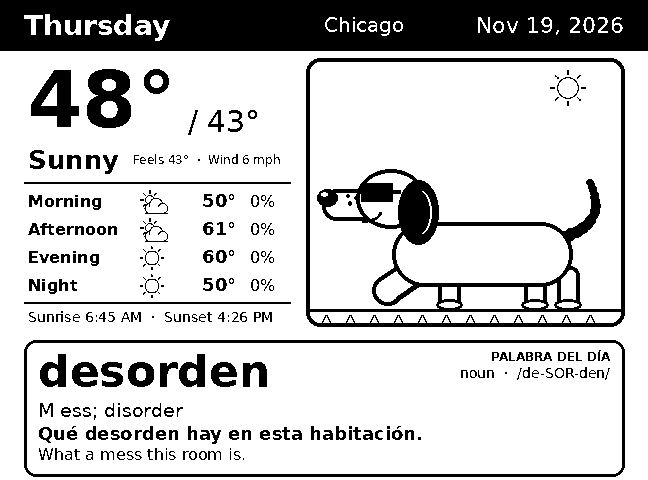 Thursday Chicago Nov 19, 2026
48° / 43°
Sunny Feels 43° · Wind 6 mph
Morning 50° 0%
Afternoon 61° 0%
Evening 60° 0%
Night 50° 0%
Sunrise 6:45 AM · Sunset 4:26 PM
desorden
PALABRA DEL DÍA
noun · /de-SOR-den/
Mess; disorder
Qué desorden hay en esta habitación.
What a mess this room is.